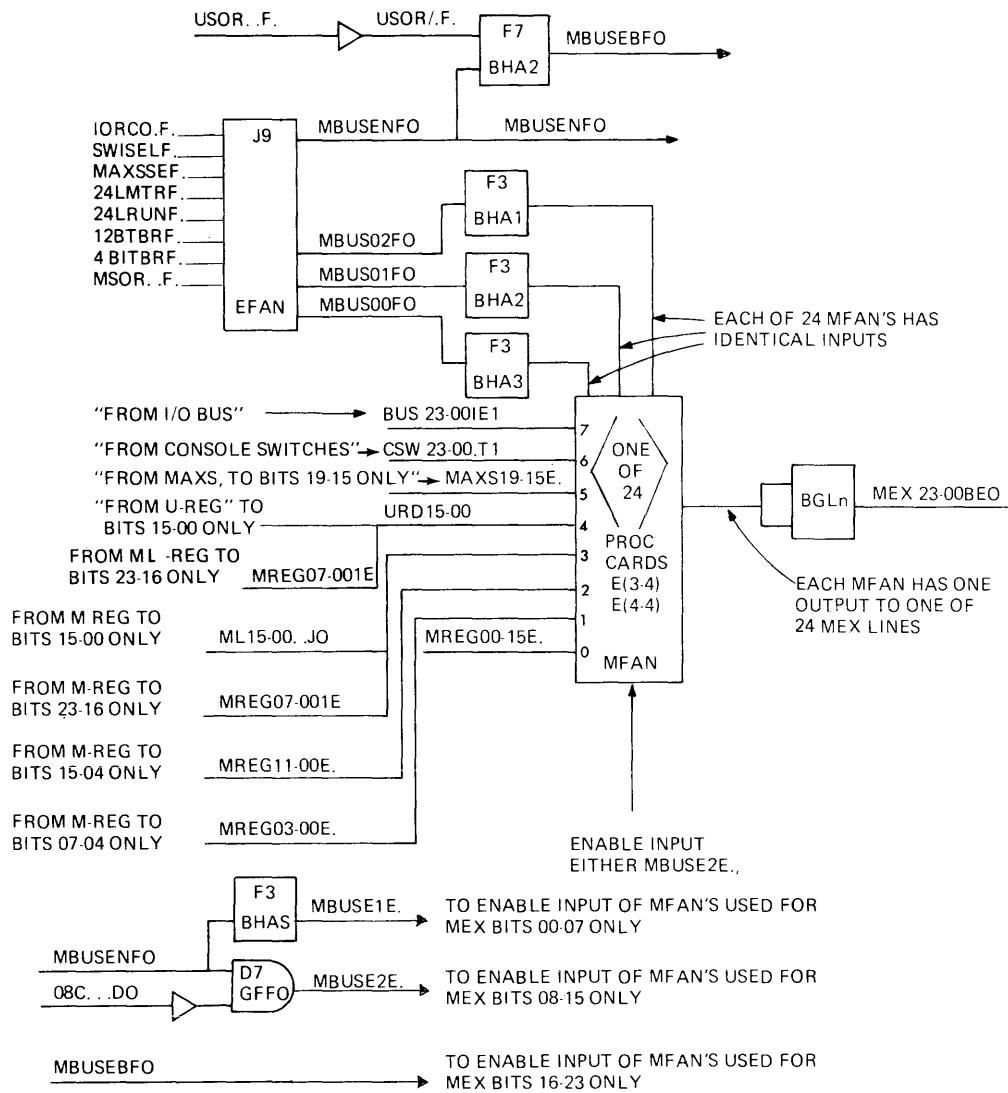 USOR. .F.
USOR/.F.
F7
BHA2
MBUSEBFO
IORCO.F.
SWISELF.
MAXSSEF.
24LMTRF.
24LRUNF.
12BTBRF.
4 BITBRF.
MSOR. .F.
J9
EFAN
MBUSENFO
MBUSENFO
F3
BHA1
MBUS02FO
MBUS01FO
F3
BHA2
MBUS00FO
F3
BHA3
EACH OF 24 MFAN'S HAS
IDENTICAL INPUTS
"FROM I/O BUS"
BUS 23-00IE1
"FROM CONSOLE SWITCHES"
CSW 23-00.T1
"FROM MAXS, TO BITS 19-15 ONLY"
MAXS19-15E.
"FROM U-REG" TO
BITS 15-00 ONLY
URD15-00
FROM ML -REG TO
BITS 23-16 ONLY
MREG07-001E
FROM M REG TO
BITS 15-00 ONLY
ML15-00. .JO
FROM M-REG TO
BITS 23-16 ONLY
MREG07-001E
FROM M-REG TO
BITS 15-04 ONLY
MREG11-00E.
FROM M-REG TO
BITS 07-04 ONLY
MREG03-00E.
MREG00-15E.
7
6
5
4
3
2
1
0
ONE
OF
24
PROC
CARDS
E(3-4)
E(4-4)
MFAN
BGLn
MEX 23-00BEO
EACH MFAN HAS ONE
OUTPUT TO ONE OF
24 MEX LINES
ENABLE INPUT
EITHER MBUSE2E.,
F3
BHAS
MBUSE1E.
TO ENABLE INPUT OF MFAN'S USED FOR
MEX BITS 00-07 ONLY
MBUSENFO
08C. . .DO
D7
GFFO
MBUSE2E.
TO ENABLE INPUT OF MFAN'S USED FOR
MEX BITS 08-15 ONLY
MBUSEBFO
TO ENABLE INPUT OF MFAN'S USED FOR
MEX BITS 16-23 ONLY